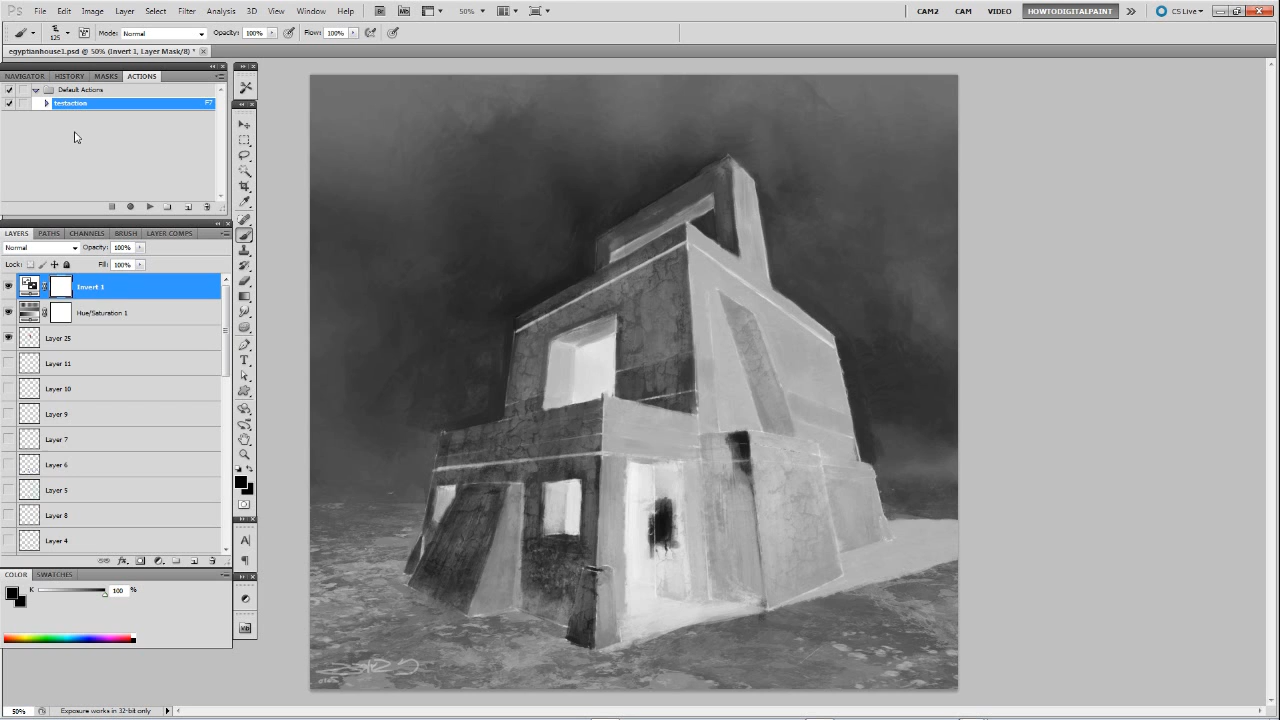 Ps File Edit Image Layer Select Filter Analysis 3D View Window Help Br Mb 50% CAM2 CAM VIDEO HOWTODIGITALPAINT CS Live
125 Mode: Normal Opacity: 100% Flow: 100%
egyptianhouse1.psd @ 50% (Invert 1, Layer Mask/8) *
NAVIGATOR HISTORY MASKS ACTIONS
Default Actions
testaction F7
LAYERS PATHS CHANNELS LAYER COMPS
Normal Opacity: 100%
Lock: Fill: 100%
Invert 1
Hue/Saturation 1
Layer 25
Layer 11
Layer 10
Layer 9
Layer 7
Layer 6
Layer 5
Layer 8
Layer 4
COLOR SWATCHES
K 100 %
50% Exposure works in 32-bit only